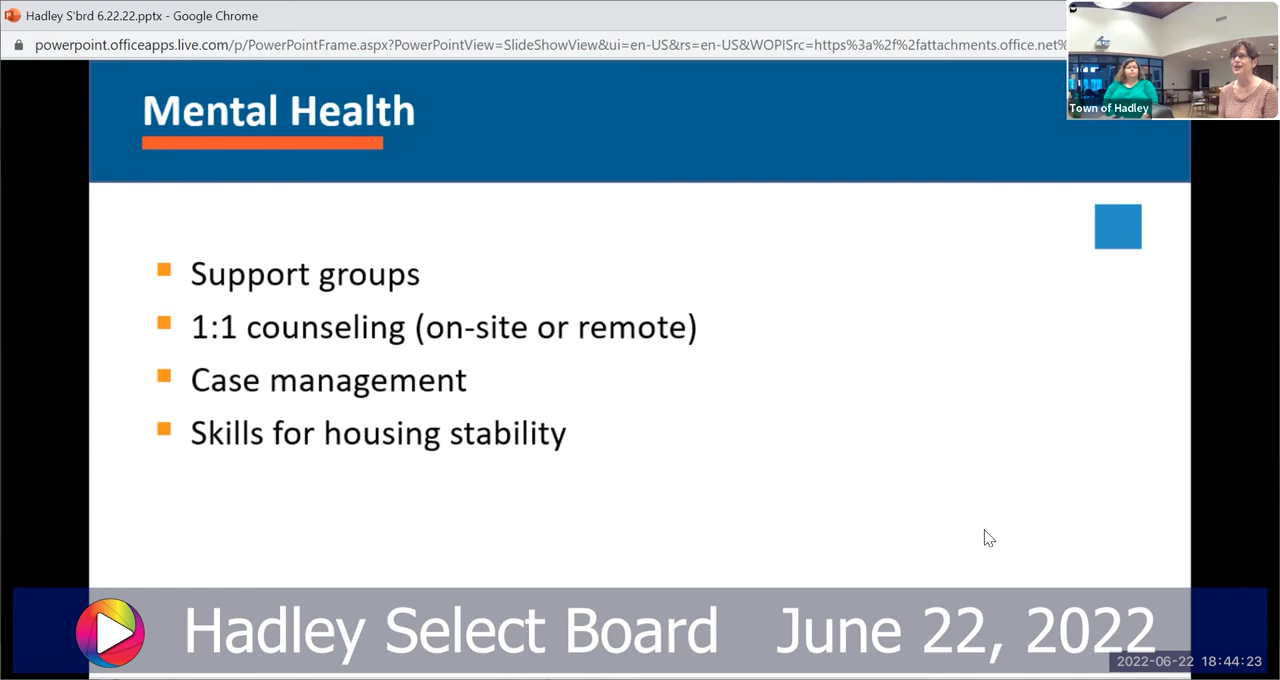 Hadley S'brd 6.22.22.pptx - Google Chrome
powerpoint.officeapps.live.com/p/PowerPointFrame.aspx?PowerPointView=SlideShowView&ui=en-US&rs=en-US&WOPISrc=https%3a%2f%2fattachments.office.net%
Town of Hadley
Mental Health
Support groups
1:1 counseling (on-site or remote)
Case management
Skills for housing stability
Hadley Select Board June 22, 2022
2022-06-22 18:44:23